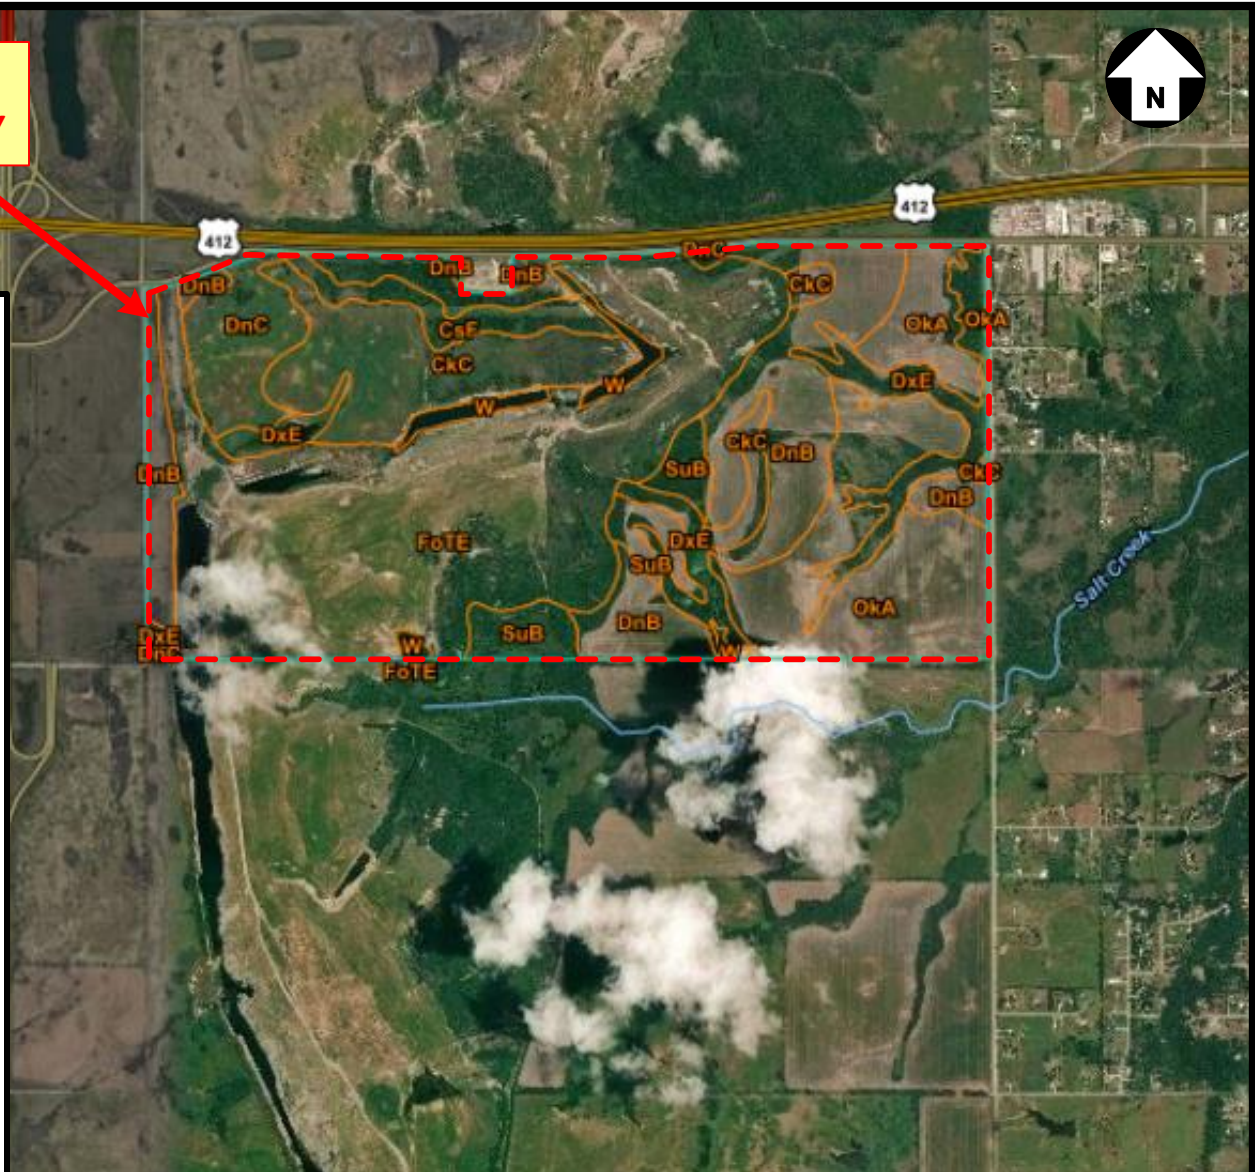 N
412
412
DnC
DnB
DnB
DnB
CkC
DnC
CsF
OkA
OkA
CkC
DxE
W
W
DxE
CkC
DnB
SuB
CkC
DnB
DnB
FoTE
DxE
SuB
Salt Creek
OkA
DnB
SuB
DxE
DnC
W
W
FoTE